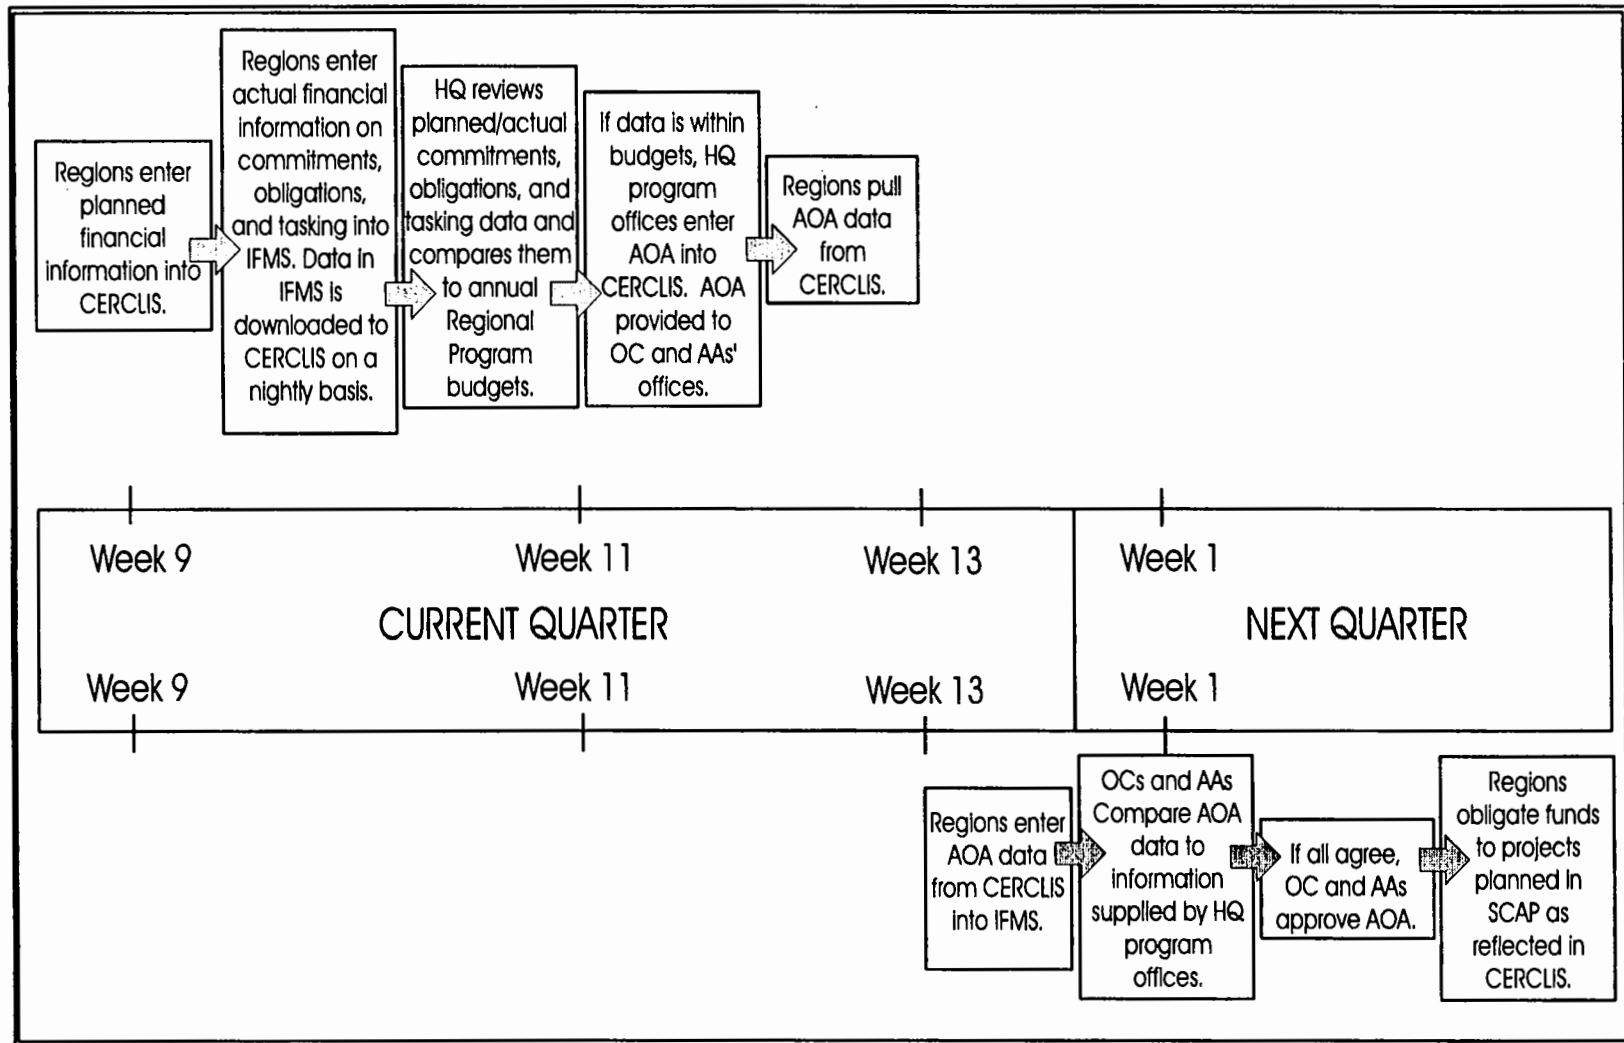 Regions enter
planned
financial
information into
CERCLIS.
Regions enter
actual financial
information on
commitments,
obligations,
and tasking into
IFMS. Data in
IFMS is
downloaded to
CERCLIS on a
nightly basis.
HQ reviews
planned/actual
commitments,
obligations, and
tasking data and
compares them
to annual
Regional
Program
budgets.
If data is within
budgets, HQ
program
offices enter
AOA into
CERCLIS. AOA
provided to
OC and AAs'
offices.
Regions pull
AOA data
from
CERCLIS.
Week 9
Week 11
Week 13
Week 1
CURRENT QUARTER
NEXT QUARTER
Week 9
Week 11
Week 13
Week 1
Regions enter
AOA data
from CERCLIS
into IFMS.
OCs and AAs
Compare AOA
data to
information
supplied by HQ
program
offices.
If all agree,
OC and AAs
approve AOA.
Regions
obligate funds
to projects
planned in
SCAP as
reflected in
CERCLIS.